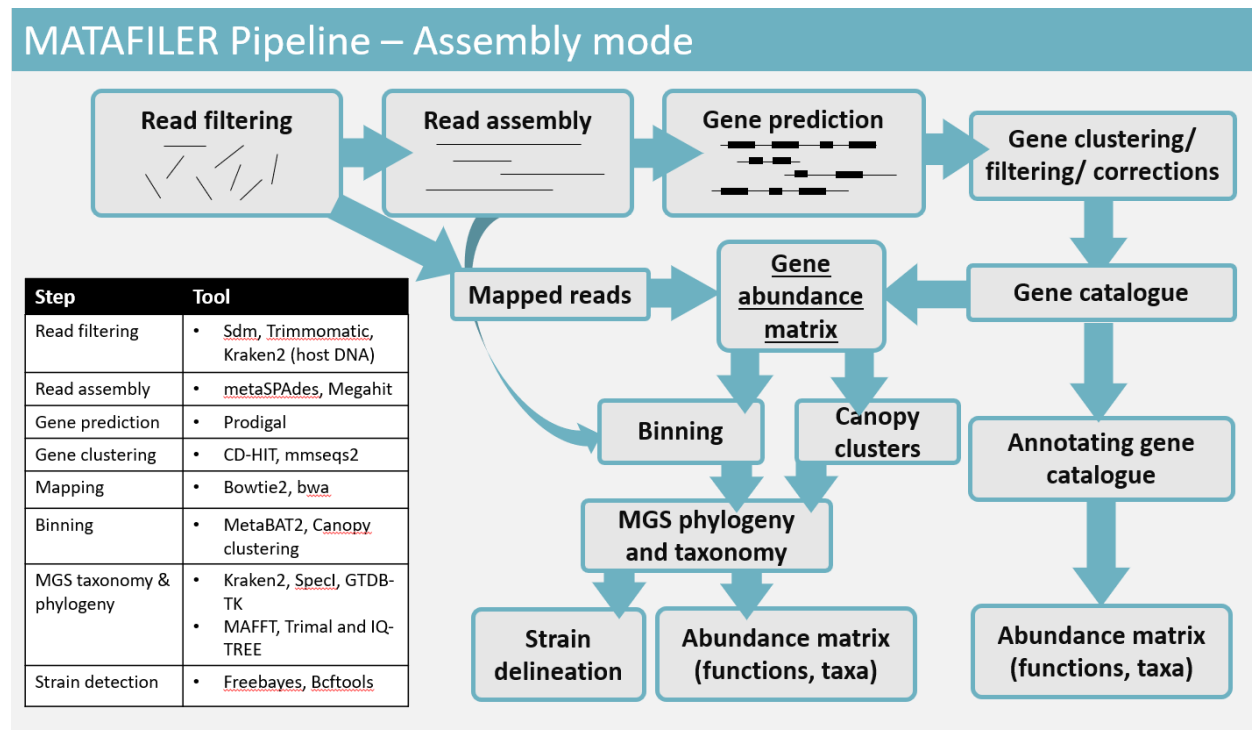 MATAFILER Pipeline – Assembly mode
Read filtering
Read assembly
Gene prediction
Gene clustering/
filtering/ corrections
Mapped reads
Gene
abundance
matrix
Gene catalogue
Binning
Canopy
clusters
Annotating gene
catalogue
MGS phylogeny
and taxonomy
Strain
delineation
Abundance matrix
(functions, taxa)
Abundance matrix
(functions, taxa)
Step Tool
Read filtering • Sdm, Trimmomatic,
Kraken2 (host DNA)
Read assembly • metaSPAdes, Megahit
Gene prediction • Prodigal
Gene clustering • CD-HIT, mmseqs2
Mapping • Bowtie2, bwa
Binning • MetaBAT2, Canopy
clustering
MGS taxonomy & • Kraken2, SpecI, GTDB-
phylogeny TK
• MAFFT, Trimal and IQ-
TREE
Strain detection • Freebayes, Bcftools